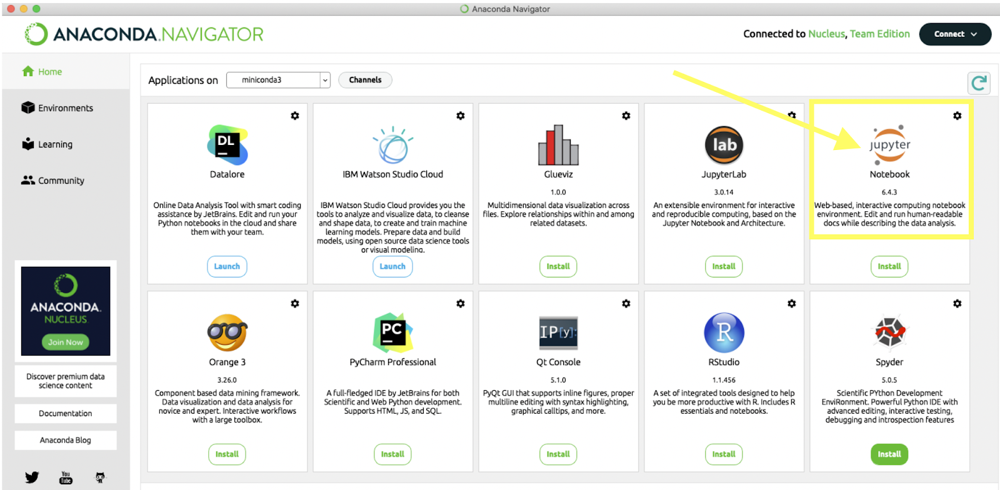 Anaconda Navigator
ANACONDA.NAVIGATOR
Connected to Nucleus, Team Edition
Connect
Home
Environments
Learning
Community
ANACONDA.
NUCLEUS
Join Now
Discover premium data
science content
Documentation
Anaconda Blog
You
Tube
Applications on
miniconda3
Channels
DL
Datalore
Online Data Analysis Tool with smart coding
assistance by JetBrains. Edit and run your
Python notebooks in the cloud and share
them with your team.
Launch
IBM Watson Studio Cloud
IBM Watson Studio Cloud provides you the
tools to analyze and visualize data, to cleanse
and shape data, to create and train machine
learning models. Prepare data and build
models, using open source data science tools
or visual modeling.
Launch
Glueviz
1.0.0
Multidimensional data visualization across
files. Explore relationships within and among
related datasets.
Install
lab
JupyterLab
3.0.14
An extensible environment for interactive
and reproducible computing, based on the
Jupyter Notebook and Architecture.
Install
jupyter
Notebook
6.4.3
Web-based, interactive computing notebook
environment. Edit and run human-readable
docs while describing the data analysis.
Install
Orange 3
3.26.0
Component based data mining framework.
Data visualization and data analysis for
novice and expert. Interactive workflows
with a large toolbox.
Install
PC
PyCharm Professional
A full-fledged IDE by JetBrains for both
Scientific and Web Python development.
Supports HTML, JS, and SQL.
Install
IP[y]:
Qt Console
5.1.0
PyQt GUI that supports inline figures, proper
multiline editing with syntax highlighting,
graphical calltips, and more.
Install
R
RStudio
1.1.456
A set of integrated tools designed to help
you be more productive with R. Includes R
essentials and notebooks.
Install
Spyder
5.0.5
Scientific PYthon Development
EnviRonment. Powerful Python IDE with
advanced editing, interactive testing,
debugging and introspection features
Install